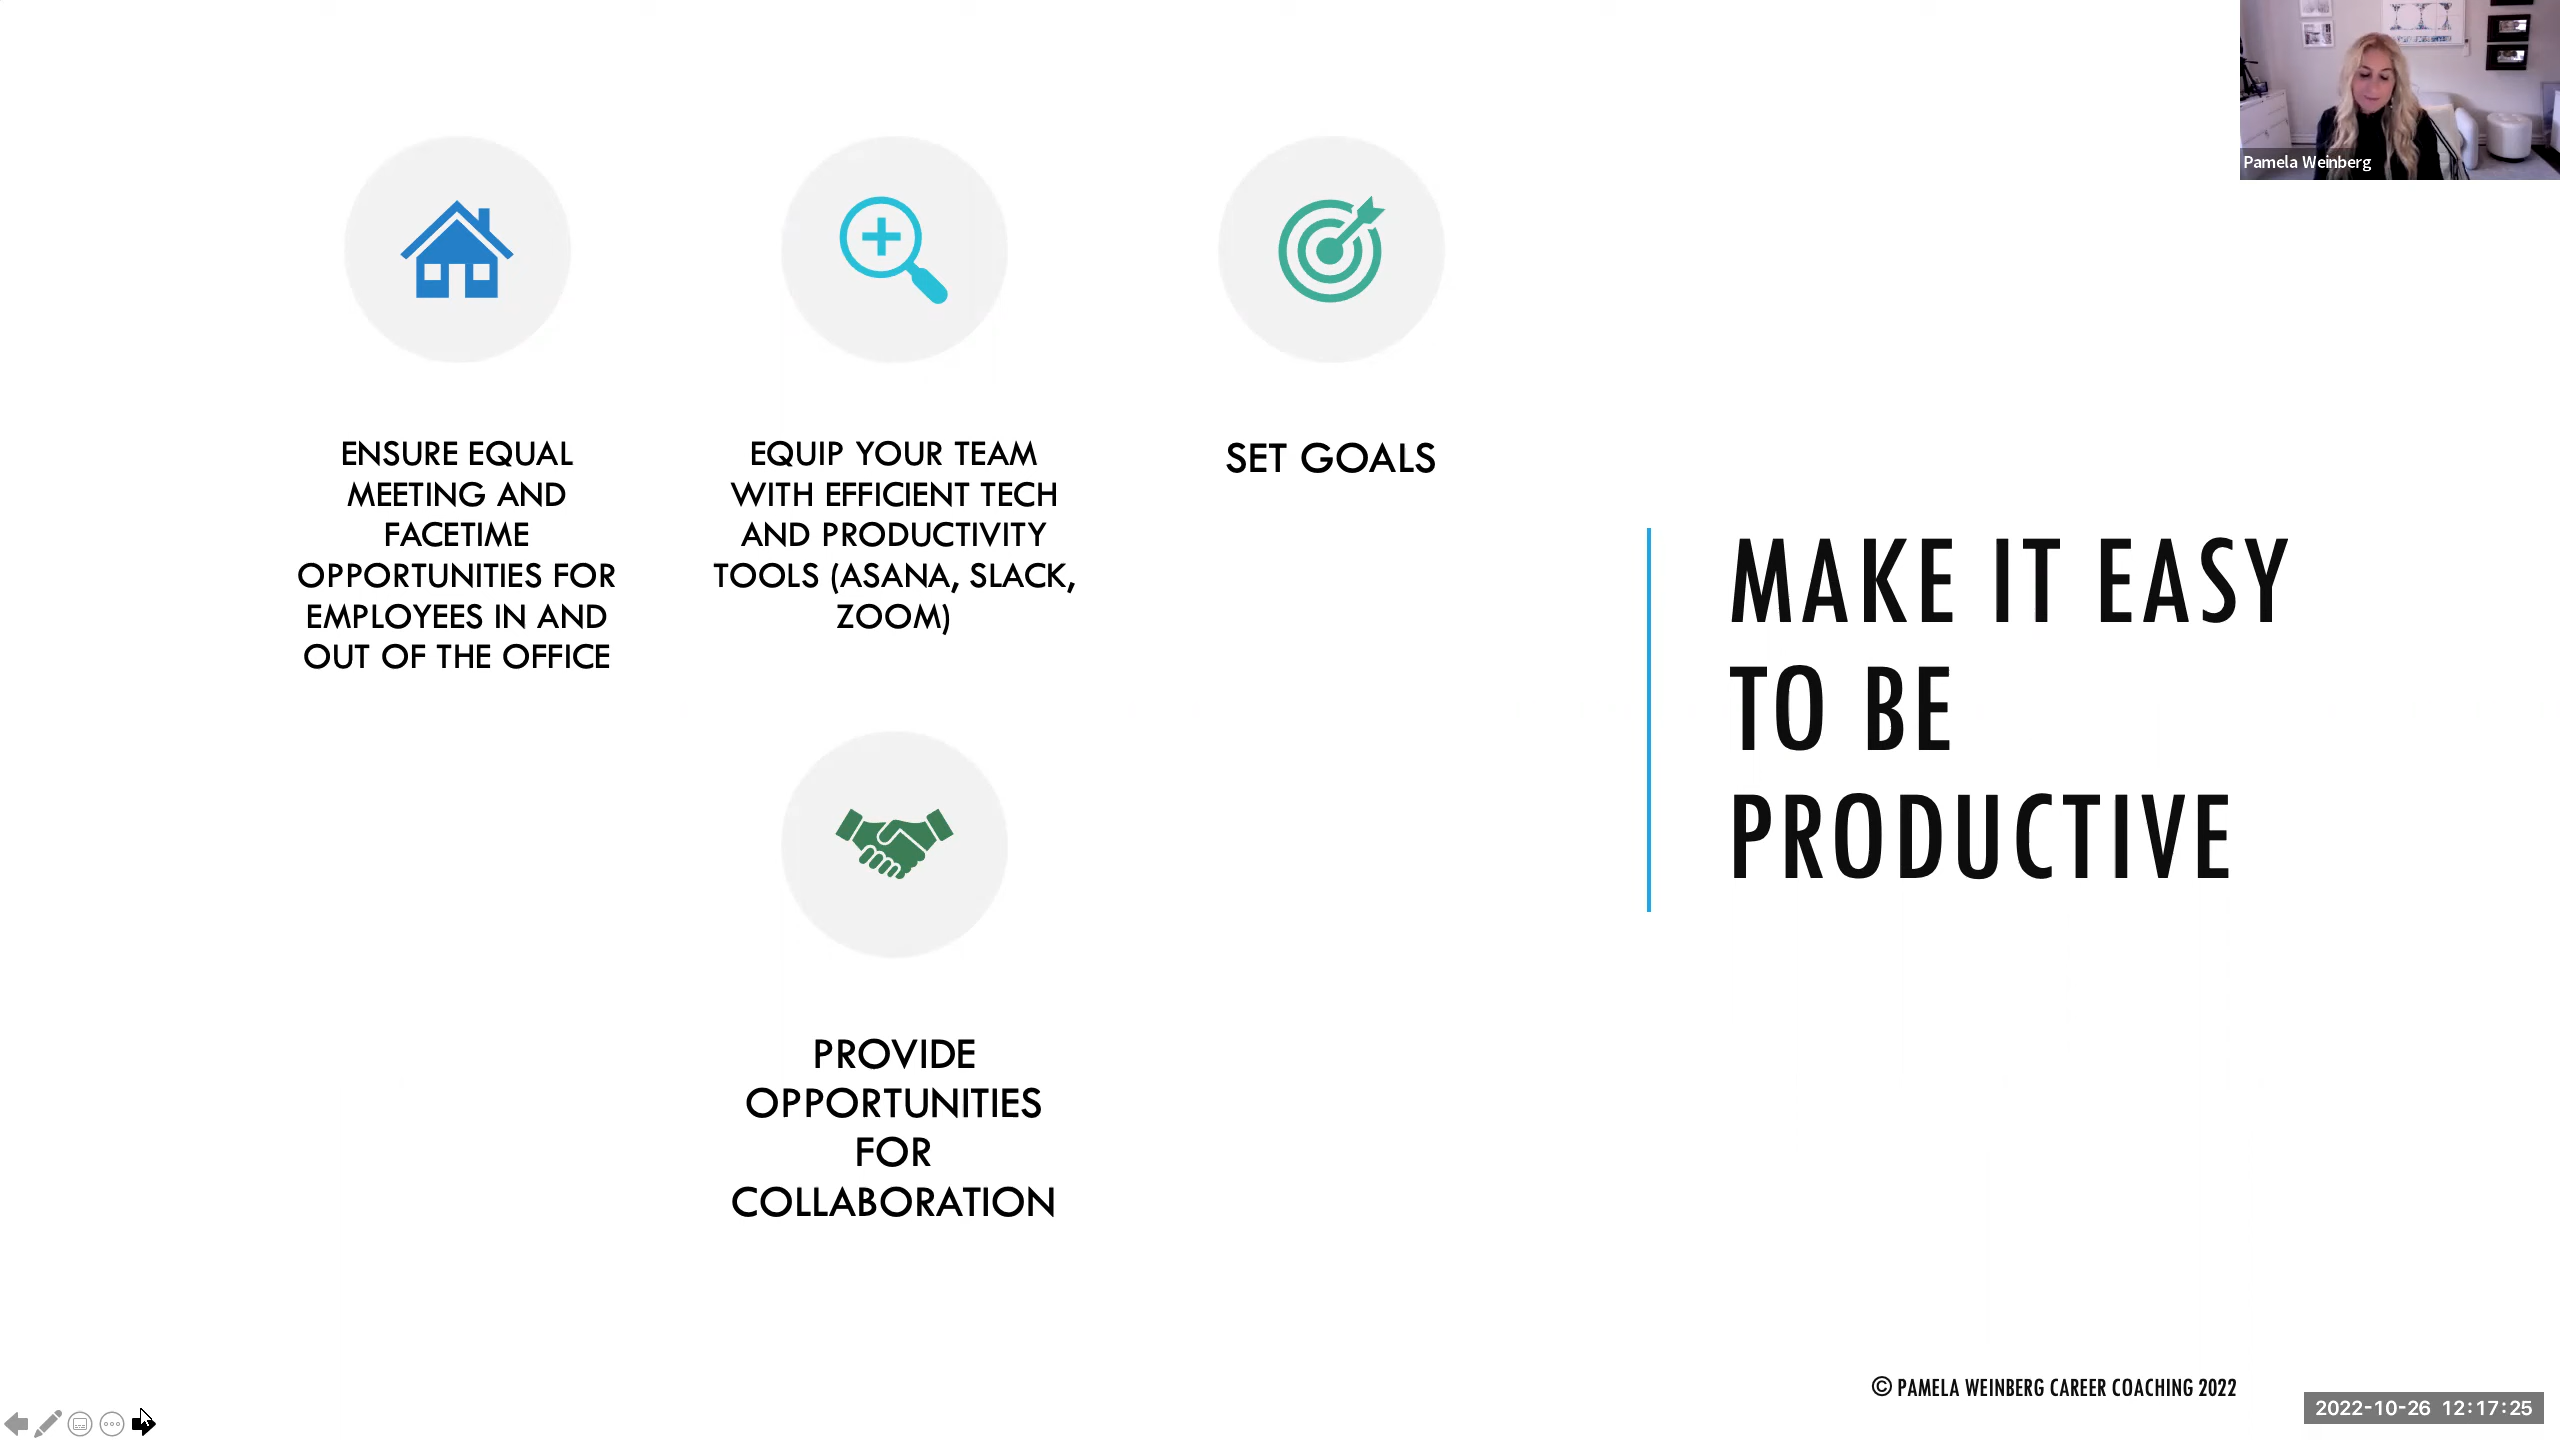 Pamela Weinberg
ENSURE EQUAL
MEETING AND
FACETIME
OPPORTUNITIES FOR
EMPLOYEES IN AND
OUT OF THE OFFICE
EQUIP YOUR TEAM
WITH EFFICIENT TECH
AND PRODUCTIVITY
TOOLS (ASANA, SLACK,
ZOOM)
SET GOALS
PROVIDE
OPPORTUNITIES
FOR
COLLABORATION
MAKE IT EASY
TO BE
PRODUCTIVE
© PAMELA WEINBERG CAREER COACHING 2022
2022-10-26 12:17:25